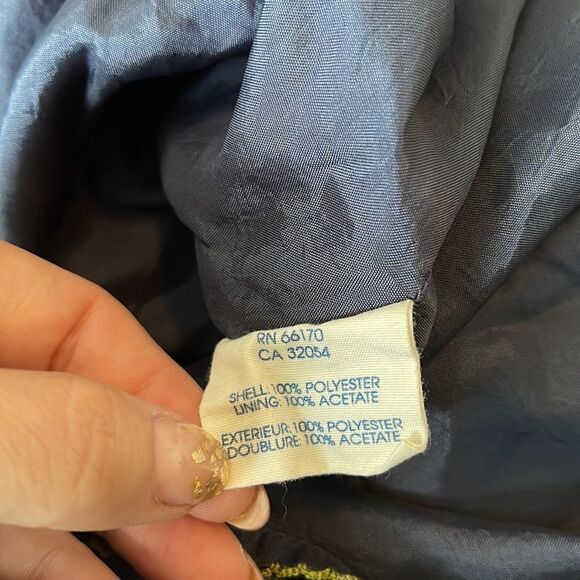 RN 66170
CA 32054
SHELL: 100% POLYESTER
LINING: 100% ACETATE
EXTERIEUR: 100% POLYESTER
DOUBLURE: 100% ACETATE